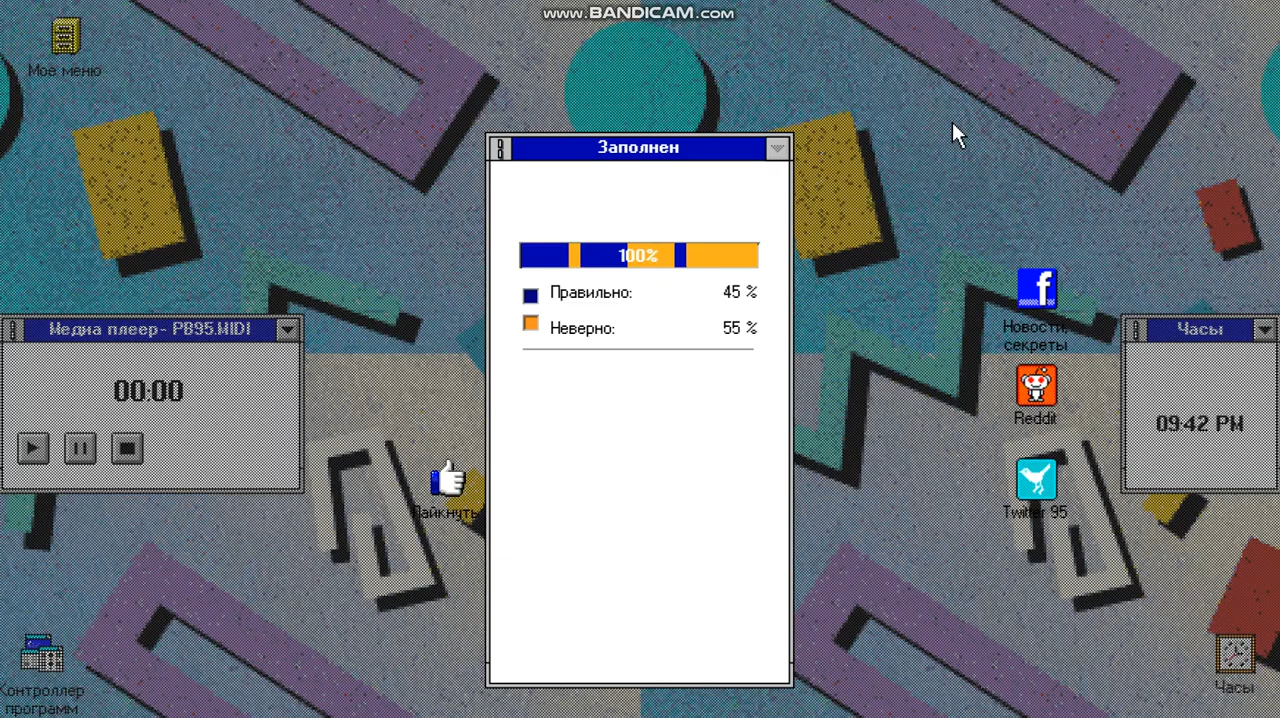 www.BANDICAM.com
Мое меню
Заполнен
100%
Правильно: 45 %
Неверно: 55 %
Медиа плеер- PB95.MIDI
00:00
Лайкнуть
Новости,
секреты
Reddit
Twitter 95
Часы
09:42 PM
Контроллер
программ
Часы